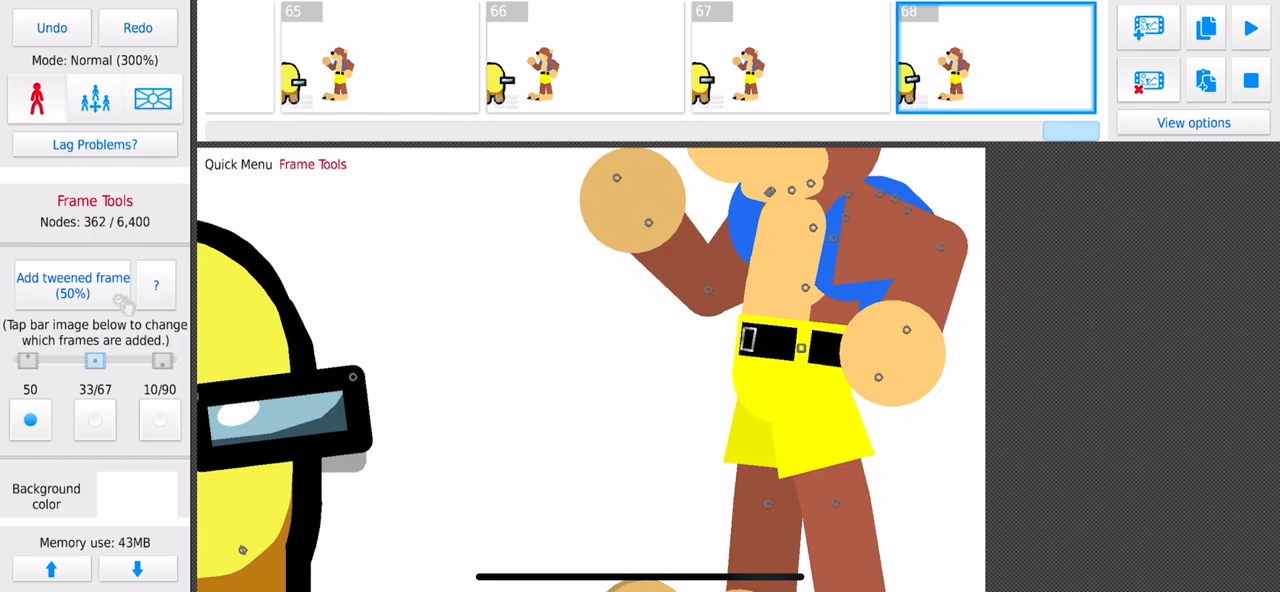 Undo
Redo
Mode: Normal (300%)
Lag Problems?
Frame Tools
Nodes: 362 / 6,400
Add tweened frame
(50%)
?
(Tap bar image below to change
which frames are added.)
50
33/67
10/90
Background
color
Memory use: 43MB
65
66
67
68
View options
Quick Menu Frame Tools